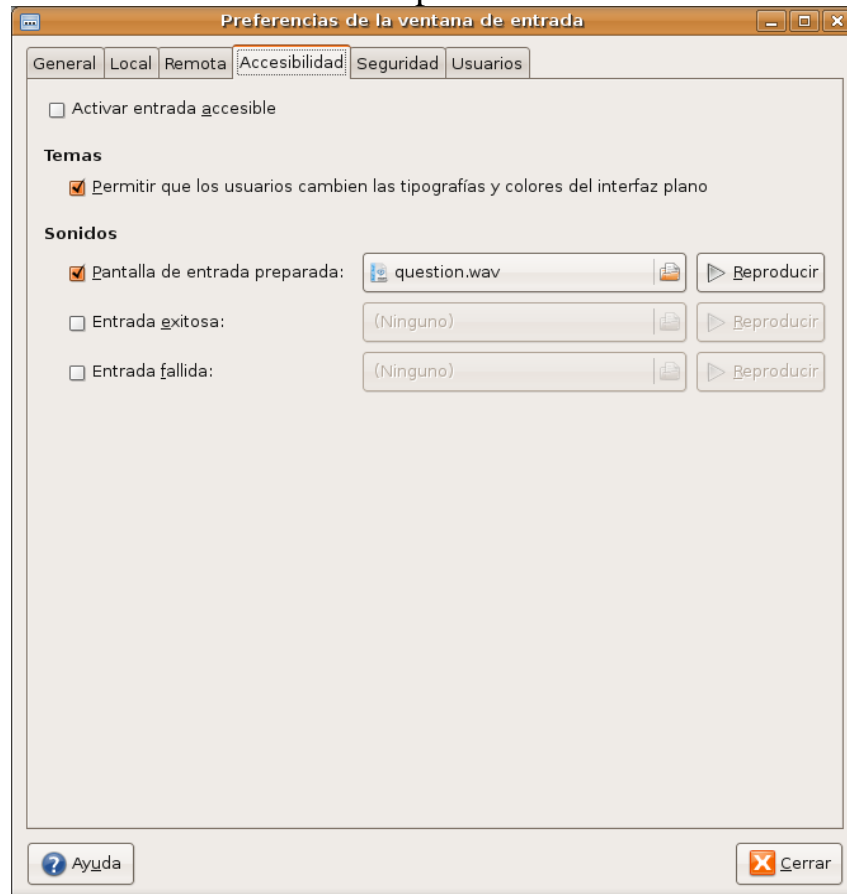 Preferencias de la ventana de entrada
General Local Remota Accesibilidad Seguridad Usuarios
Activar entrada accesible
Temas
Permitir que los usuarios cambien las tipografías y colores del interfaz plano
Sonidos
Pantalla de entrada preparada: question.wav Reproducir
Entrada exitosa: (Ninguno) Reproducir
Entrada fallida: (Ninguno) Reproducir
Ayuda Cerrar